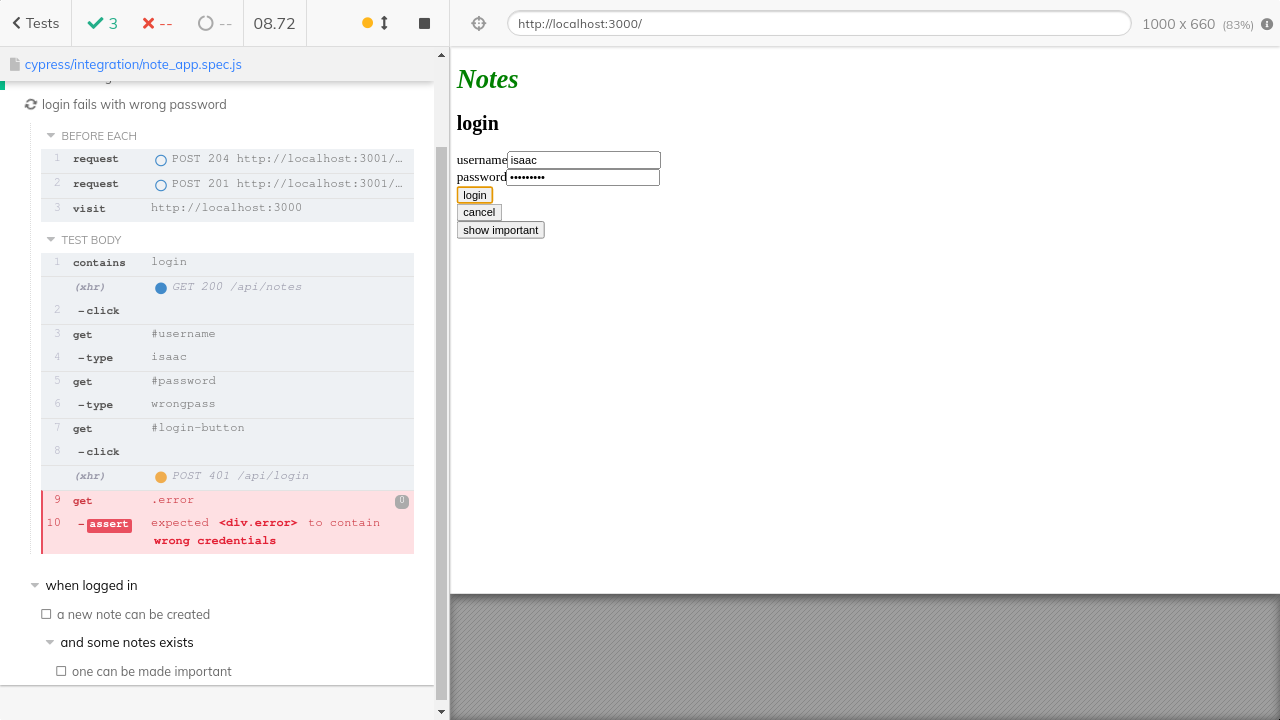 Tests 3 -- -- 08.72
http://localhost:3000/ 1000 x 660 (83%)
cypress/integration/note_app.spec.js
login fails with wrong password
BEFORE EACH
1 request POST 204 http://localhost:3001/…
2 request POST 201 http://localhost:3001/…
3 visit http://localhost:3000
TEST BODY
1 contains login
(xhr) GET 200 /api/notes
2 -click
3 get #username
4 -type isaac
5 get #password
6 -type wrongpass
7 get #login-button
8 -click
(xhr) POST 401 /api/login
9 get .error 0
10 -assert expected <div.error> to contain
wrong credentials
when logged in
a new note can be created
and some notes exists
one can be made important
Notes
login
username isaac
password •••••••••
login
cancel
show important